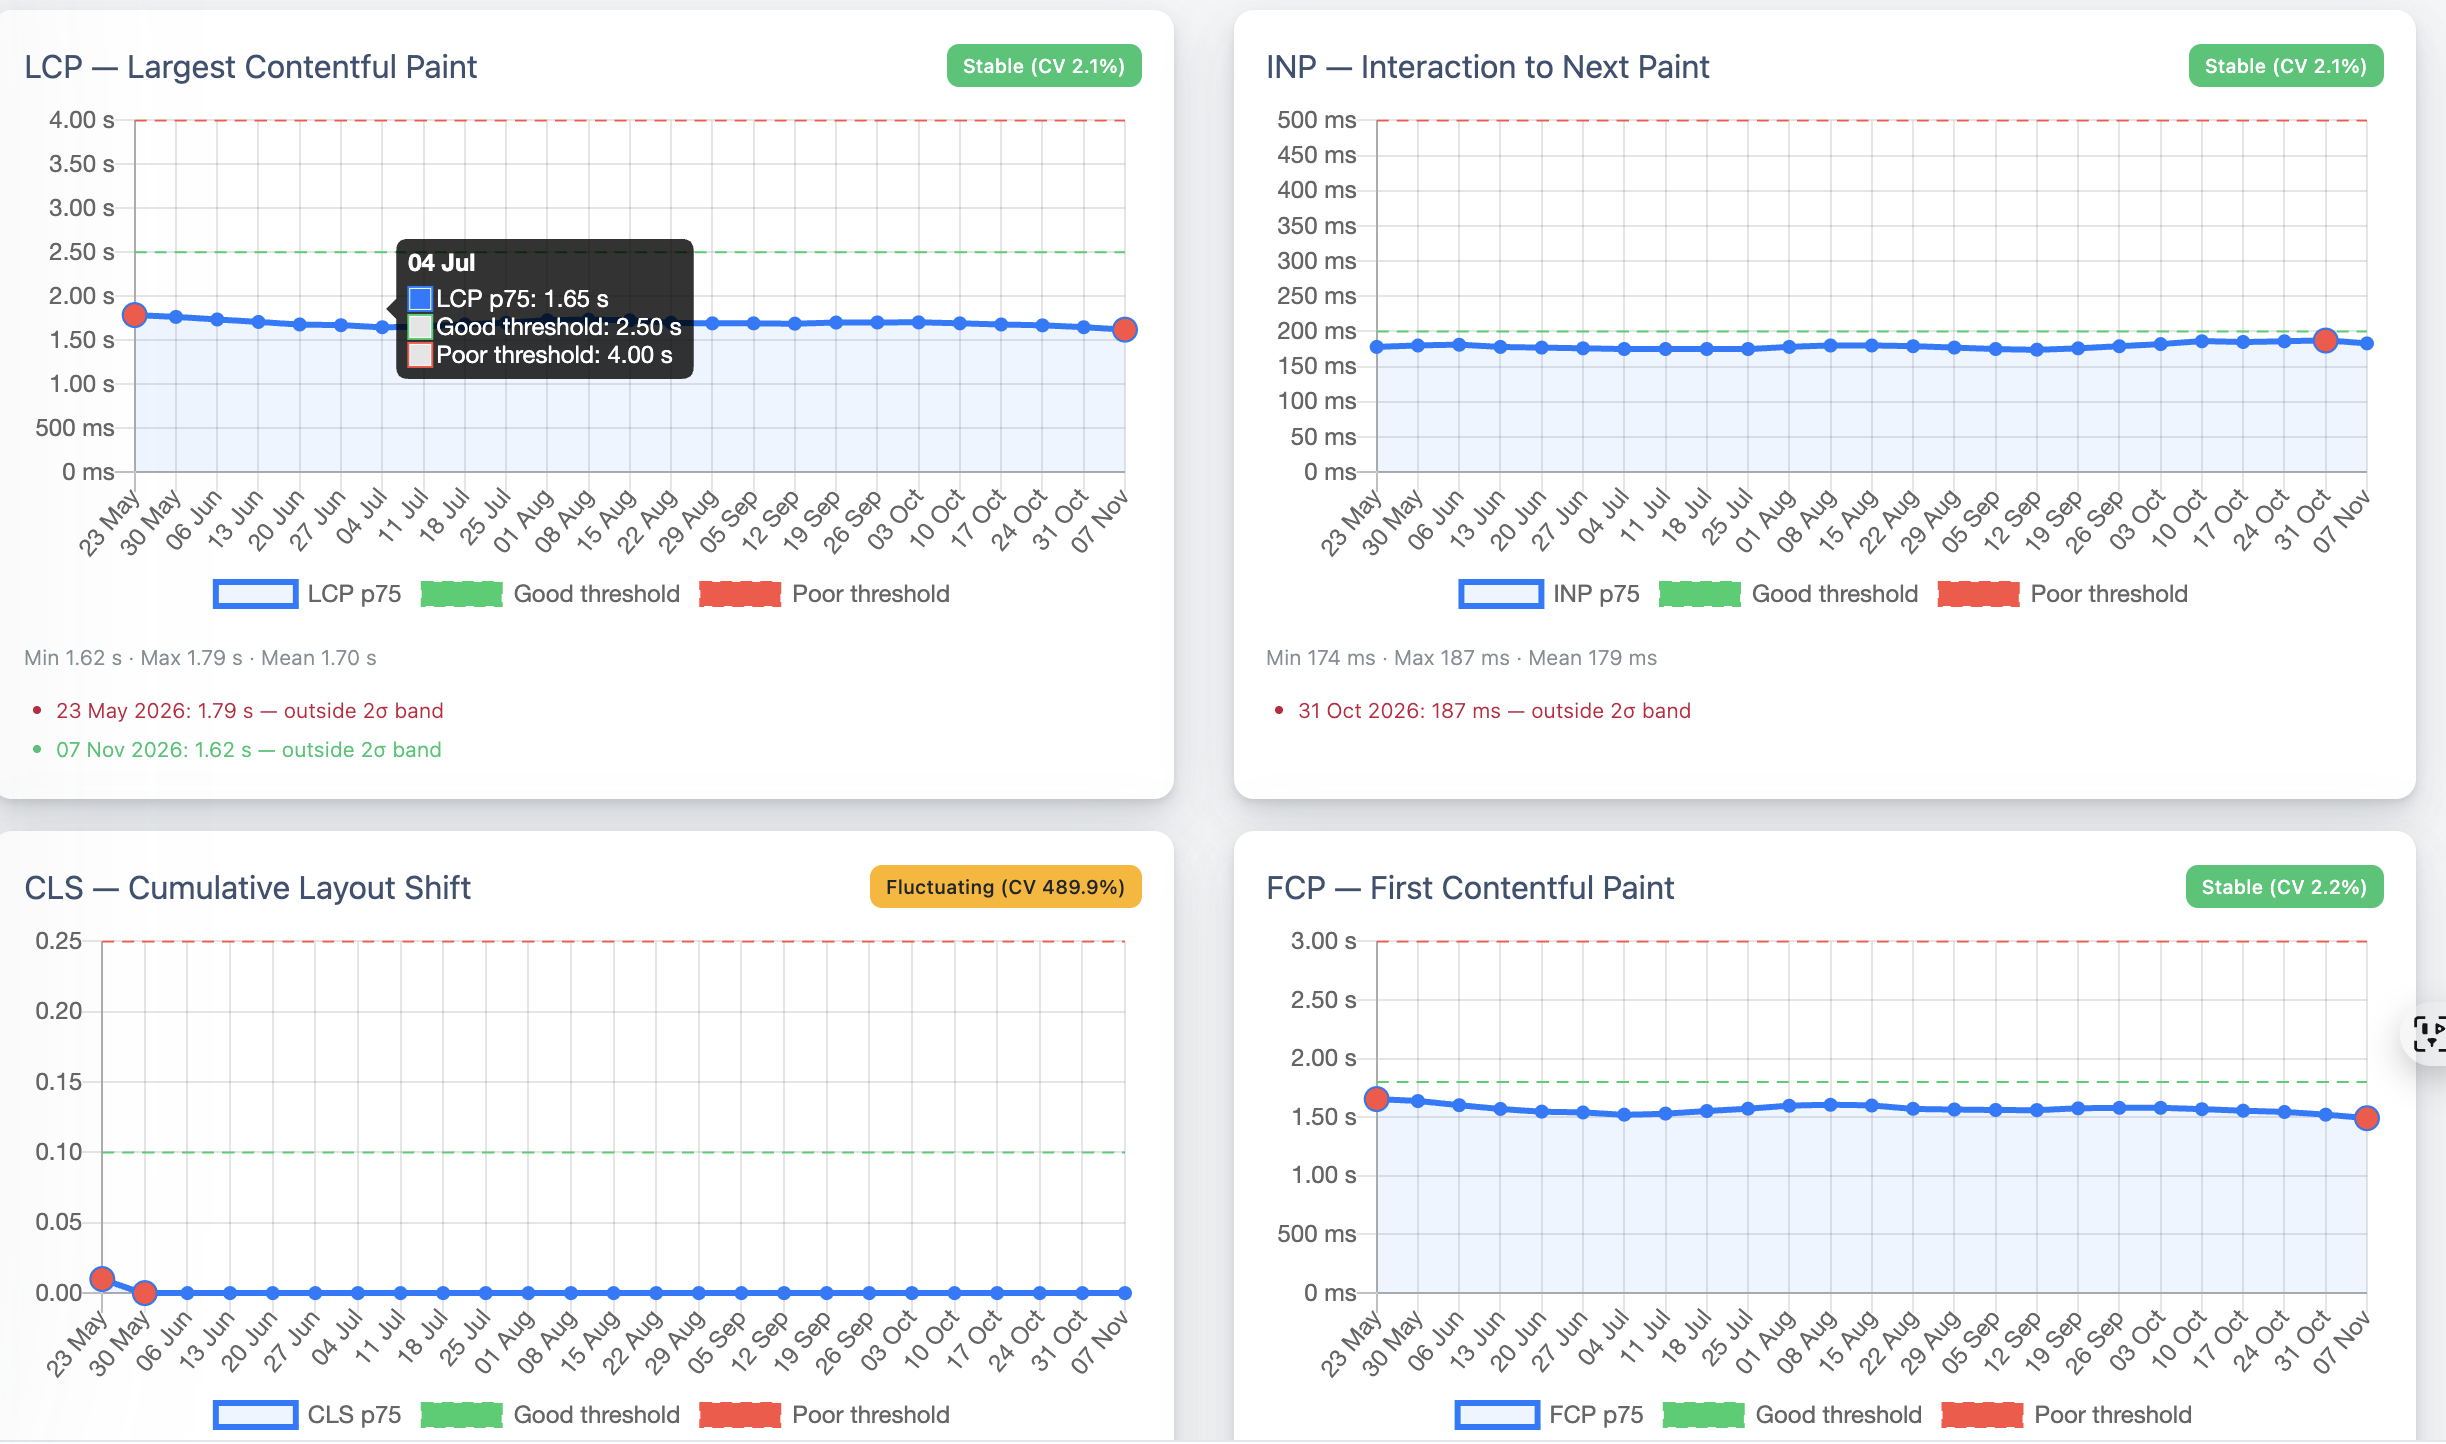 LCP — Largest Contentful Paint
Stable (CV 2.1%)
4.00 s
3.50 s
3.00 s
2.50 s
2.00 s
1.50 s
1.00 s
500 ms
0 ms
04 Jul
LCP p75: 1.65 s
Good threshold: 2.50 s
Poor threshold: 4.00 s
23 May
30 May
06 Jun
13 Jun
20 Jun
27 Jun
04 Jul
11 Jul
18 Jul
25 Jul
01 Aug
08 Aug
15 Aug
22 Aug
29 Aug
05 Sep
12 Sep
19 Sep
26 Sep
03 Oct
10 Oct
17 Oct
24 Oct
31 Oct
07 Nov
LCP p75 Good threshold Poor threshold
Min 1.62 s · Max 1.79 s · Mean 1.70 s
• 23 May 2026: 1.79 s — outside 2σ band
• 07 Nov 2026: 1.62 s — outside 2σ band
INP — Interaction to Next Paint
Stable (CV 2.1%)
500 ms
450 ms
400 ms
350 ms
300 ms
250 ms
200 ms
150 ms
100 ms
50 ms
0 ms
23 May
30 May
06 Jun
13 Jun
20 Jun
27 Jun
04 Jul
11 Jul
18 Jul
25 Jul
01 Aug
08 Aug
15 Aug
22 Aug
29 Aug
05 Sep
12 Sep
19 Sep
26 Sep
03 Oct
10 Oct
17 Oct
24 Oct
31 Oct
07 Nov
INP p75 Good threshold Poor threshold
Min 174 ms · Max 187 ms · Mean 179 ms
• 31 Oct 2026: 187 ms — outside 2σ band
CLS — Cumulative Layout Shift
Fluctuating (CV 489.9%)
0.25
0.20
0.15
0.10
0.05
0.00
23 May
30 May
06 Jun
13 Jun
20 Jun
27 Jun
04 Jul
11 Jul
18 Jul
25 Jul
01 Aug
08 Aug
15 Aug
22 Aug
29 Aug
05 Sep
12 Sep
19 Sep
26 Sep
03 Oct
10 Oct
17 Oct
24 Oct
31 Oct
07 Nov
CLS p75 Good threshold Poor threshold
FCP — First Contentful Paint
Stable (CV 2.2%)
3.00 s
2.50 s
2.00 s
1.50 s
1.00 s
500 ms
0 ms
23 May
30 May
06 Jun
13 Jun
20 Jun
27 Jun
04 Jul
11 Jul
18 Jul
25 Jul
01 Aug
08 Aug
15 Aug
22 Aug
29 Aug
05 Sep
12 Sep
19 Sep
26 Sep
03 Oct
10 Oct
17 Oct
24 Oct
31 Oct
07 Nov
FCP p75 Good threshold Poor threshold